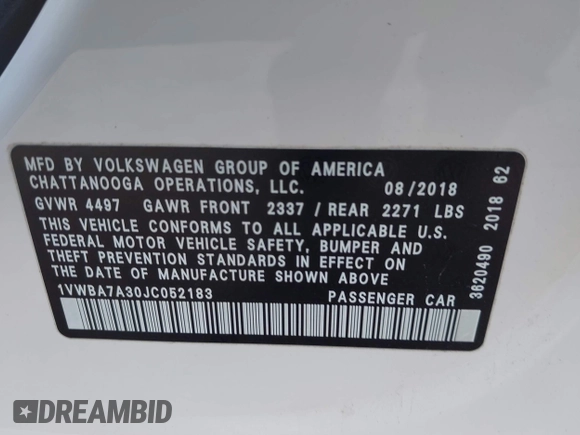 MFD BY VOLKSWAGEN GROUP OF AMERICA
CHATTANOOGA OPERATIONS, LLC. 08/2018
GVWR 4497 GAWR FRONT 2337 / REAR 2271 LBS
THIS VEHICLE CONFORMS TO ALL APPLICABLE U.S.
FEDERAL MOTOR VEHICLE SAFETY, BUMPER AND
THEFT PREVENTION STANDARDS IN EFFECT ON
THE DATE OF MANUFACTURE SHOWN ABOVE
1VWBA7A30JC052183 PASSENGER CAR
3620490 2018 62
DREAMBID